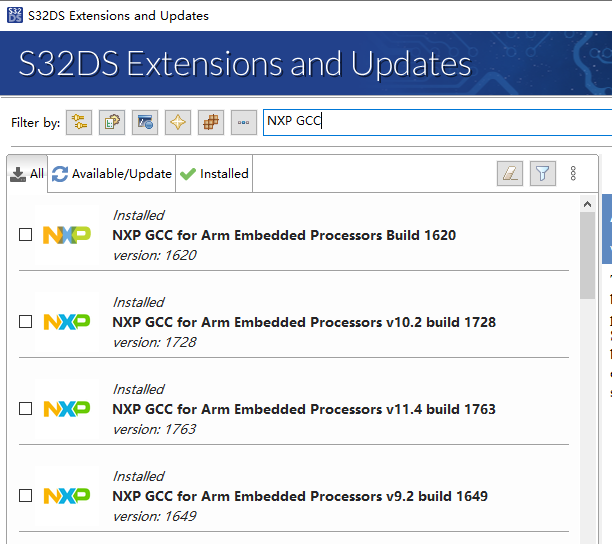 S32DS Extensions and Updates
S32DS Extensions and Updates
Filter by:
NXP GCC
All
Available/Update
Installed
Installed
NXP GCC for Arm Embedded Processors Build 1620
version: 1620
Installed
NXP GCC for Arm Embedded Processors v10.2 build 1728
version: 1728
Installed
NXP GCC for Arm Embedded Processors v11.4 build 1763
version: 1763
Installed
NXP GCC for Arm Embedded Processors v9.2 build 1649
version: 1649